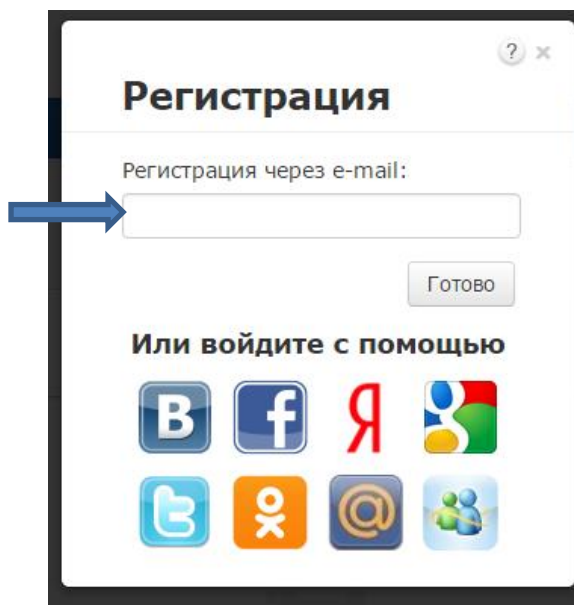 ? ×
Регистрация
Регистрация через e-mail:
Готово
Или войдите с помощью
В f Я g
t @